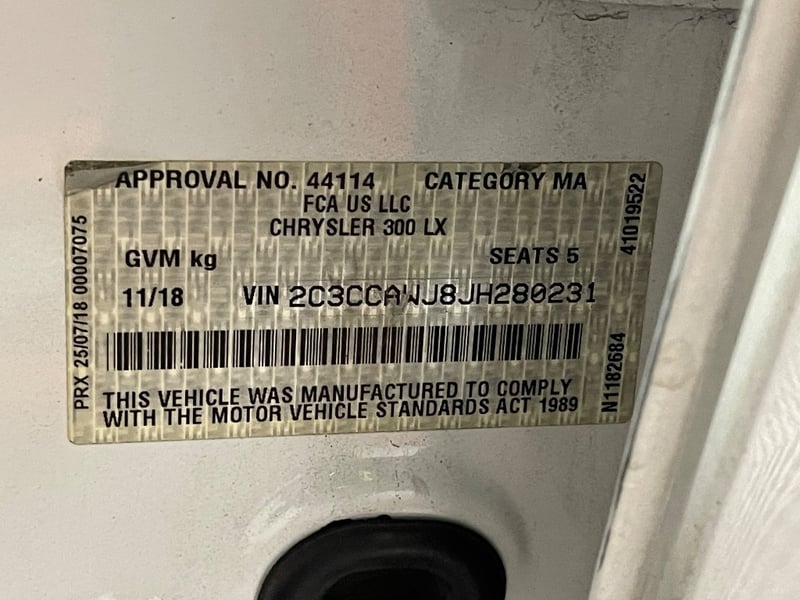 APPROVAL NO. 44114 CATEGORY MA
FCA US LLC
CHRYSLER 300 LX
GVM kg SEATS 5
11/18 VIN 2C3CCAWJ8JH280231
THIS VEHICLE WAS MANUFACTURED TO COMPLY
WITH THE MOTOR VEHICLE STANDARDS ACT 1989
PRX 25/07/18 00007075
41019522
N1182684